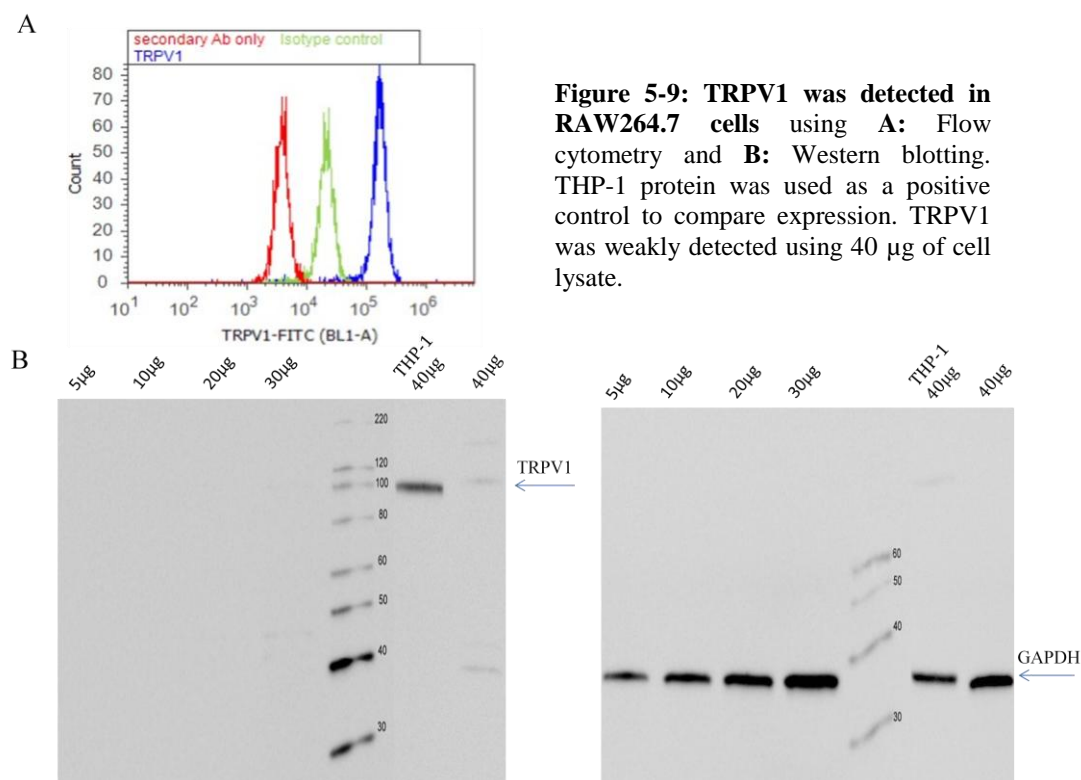 A
secondary Ab only Isotype control
TRPV1
80
70
60
50
40
30
20
10
0
Count
10^1 10^2 10^3 10^4 10^5 10^6
TRPV1-FITC (BL1-A)
Figure 5-9: TRPV1 was detected in
RAW264.7 cells using A: Flow
cytometry and B: Western blotting.
THP-1 protein was used as a positive
control to compare expression. TRPV1
was weakly detected using 40 µg of cell
lysate.
B
5µg 10µg 20µg 30µg THP-1 40µg 40µg
220
120
100
80
60
50
40
30
TRPV1
5µg 10µg 20µg 30µg THP-1 40µg 40µg
60
50
40
30
GAPDH